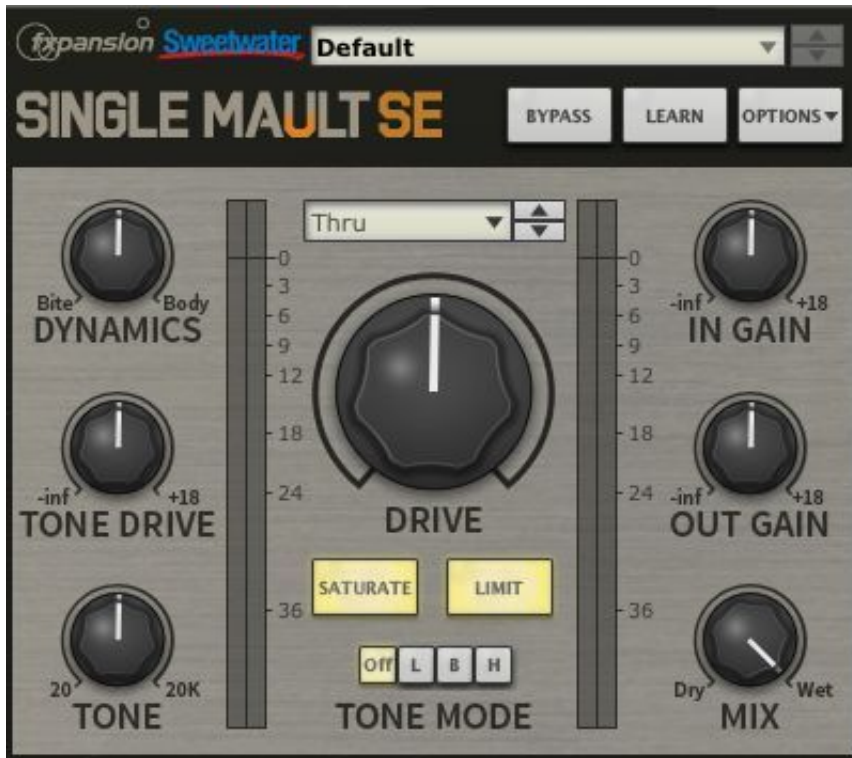 fxpansion Sweetwater Default
SINGLE MAULT SE BYPASS LEARN OPTIONS
Thru
Bite Body
DYNAMICS
-inf +18
TONE DRIVE
20 20K
TONE
0
3
6
9
12
18
24
36
DRIVE
SATURATE LIMIT
Off L B H
TONE MODE
0
3
6
9
12
18
24
36
-inf +18
IN GAIN
-inf +18
OUT GAIN
Dry Wet
MIX